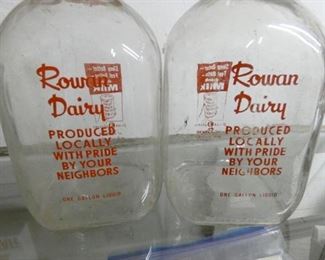 Rowan
Dairy
PRODUCED
LOCALLY
WITH PRIDE
BY YOUR
NEIGHBORS
ONE GALLON LIQUID
Rowan
Dairy
PRODUCED
LOCALLY
WITH PRIDE
BY YOUR
NEIGHBORS
ONE GALLON LIQUID